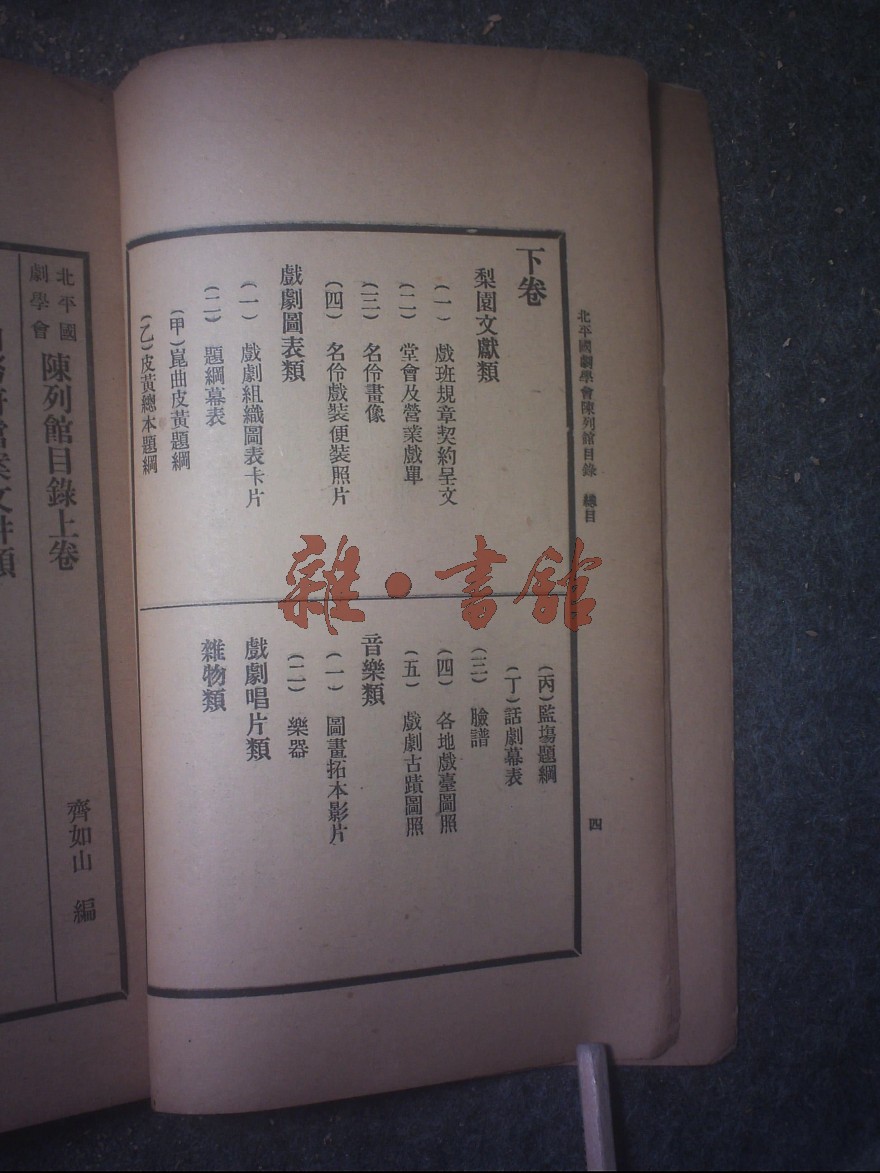 北平國劇學會陳列館目錄 總目
四
下卷
梨園文獻類
(一) 戲班規章契約呈文
(二) 堂會及營業戲單
(三) 名伶畫像
(四) 名伶戲裝便裝照片
戲劇圖表類
(一) 戲劇組織圖表卡片
(二) 題綱幕表
(甲)崑曲皮黃題綱
(乙)皮黃總本題綱
(丙)監塲題綱
(丁)話劇幕表
(三) 臉譜
(四) 各地戲臺圖照
(五) 戲劇古蹟圖照
音樂類
(一) 圖畫拓本影片
(二) 樂器
戲劇唱片類
雜物類
雜·書館
北平國劇學會陳列館目錄上卷
齊如山 編